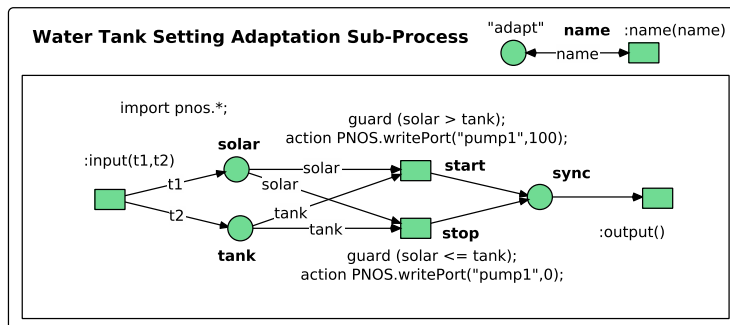 "adapt" name :name(name)
Water Tank Setting Adaptation Sub-Process
name
import pnos.*;
guard (solar > tank);
action PNOS.writePort("pump1",100);
solar
:input(t1,t2)
solar
start
t1
solar
sync
t2
tank
tank
tank
stop
:output()
guard (solar <= tank);
action PNOS.writePort("pump1",0);